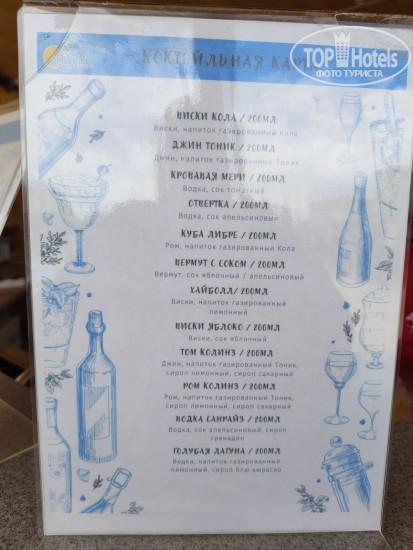 TOP Hotels
ФОТО ТУРИСТА
КОКТЕЙЛЬНАЯ
ВИСКИ КОЛА / 200МЛ
Виски, напиток газированный Кола
ДЖИН ТОНИК / 200МЛ
Джин, напиток газированный Тоник
КРОВАВАЯ МЕРИ / 200МЛ
Водка, сок томатный
ОТВЕРТКА / 200МЛ
Водка, сок апельсиновый
КУБА ЛИБРЕ / 200МЛ
Ром, напиток газированный Кола
ВЕРМУТ С СОКОМ / 200МЛ
Вермут, сок яблочный / апельсиновый
ХАЙБОЛЛ/ 200МЛ
Виски, напиток газированный
лимонный
ВИСКИ ЯБЛОКО / 200МЛ
Виски, сок яблочный
ТОМ КОЛИНЗ / 200МЛ
Джин, напиток газированный Тоник,
сироп лимонный, сироп сахарный
РОМ КОЛИНЗ / 200МЛ
Ром, напиток газированный Тоник,
сироп лимонный, сироп сахарный
ВОДКА САНРАЙЗ / 200МЛ
Водка, сок апельсиновый, сироп
гренадин
ГОЛУБАЯ ЛАГУНА / 200МЛ
Водка, напиток газированный
лимонный, сироп блю кюрасао